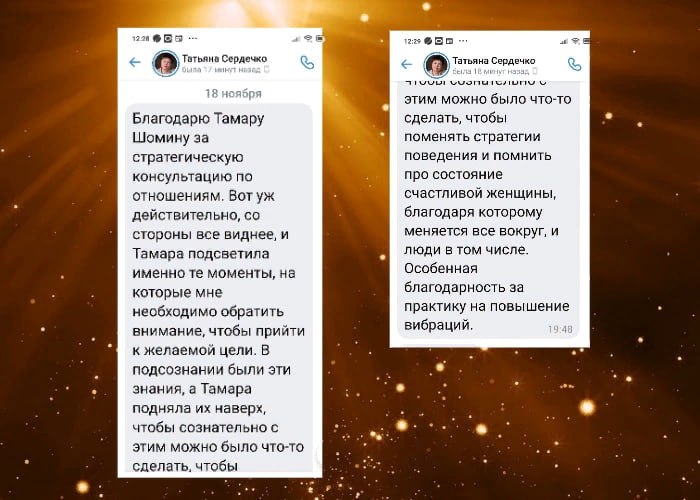 12:28
Татьяна Сердечко
была 17 минут назад
18 ноября
Благодарю Тамару
Шомину за
стратегическую
консультацию по
отношениям. Вот уж
действительно, со
стороны все виднее, и
Тамара подсветила
именно те моменты, на
которые мне
необходимо обратить
внимание, чтобы прийти
к желаемой цели. В
подсознании были эти
знания, а Тамара
подняла их наверх,
чтобы сознательно с
этим можно было что-то
сделать, чтобы
12:29
Татьяна Сердечко
была 18 минут назад
чтобы сознательно с
этим можно было что-то
сделать, чтобы
поменять стратегии
поведения и помнить
про состояние
счастливой женщины,
благодаря которому
меняется все вокруг, и
люди в том числе.
Особенная
благодарность за
практику на повышение
вибраций.
19:48